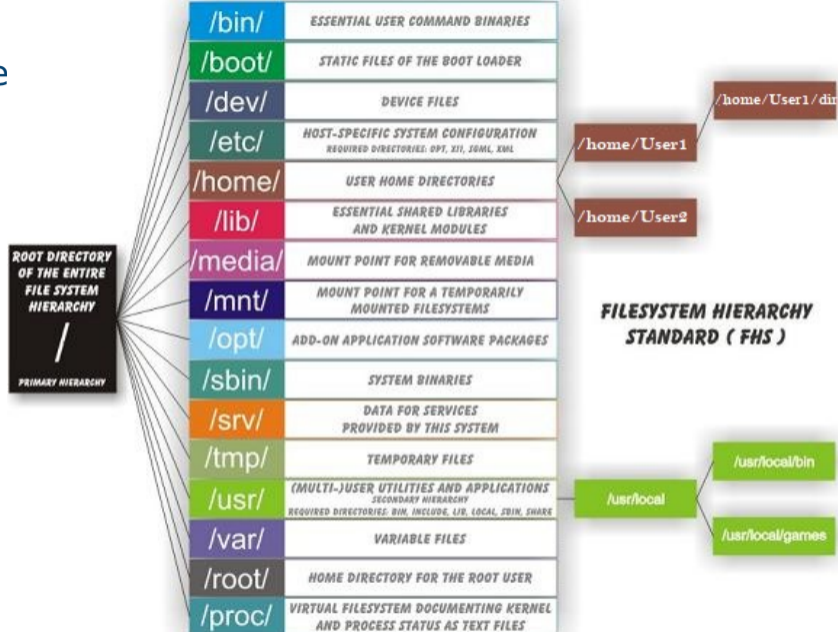 e
ROOT DIRECTORY
OF THE ENTIRE
FILE SYSTEM
HIERARCHY
/
PRIMARY HIERARCHY
/bin/ ESSENTIAL USER COMMAND BINARIES
/boot/ STATIC FILES OF THE BOOT LOADER
/dev/ DEVICE FILES
/etc/ HOST-SPECIFIC SYSTEM CONFIGURATION
REQUIRED DIRECTORIES: OPT, XII, SGML, XML
/home/ USER HOME DIRECTORIES
/lib/ ESSENTIAL SHARED LIBRARIES
AND KERNEL MODULES
/media/ MOUNT POINT FOR REMOVABLE MEDIA
/mnt/ MOUNT POINT FOR A TEMPORARILY
MOUNTED FILESYSTEMS
/opt/ ADD-ON APPLICATION SOFTWARE PACKAGES
/sbin/ SYSTEM BINARIES
/srv/ DATA FOR SERVICES
PROVIDED BY THIS SYSTEM
/tmp/ TEMPORARY FILES
/usr/ (MULTI-)USER UTILITIES AND APPLICATIONS
SECONDARY HIERARCHY
REQUIRED DIRECTORIES: BIN, INCLUDE, LIB, LOCAL, SBIN, SHARE
/var/ VARIABLE FILES
/root/ HOME DIRECTORY FOR THE ROOT USER
/proc/ VIRTUAL FILESYSTEM DOCUMENTING KERNEL
AND PROCESS STATUS AS TEXT FILES
/home/User1
/home/User2
/home/User1/dir
FILESYSTEM HIERARCHY
STANDARD ( FHS )
/usr/local
/usr/local/bin
/usr/local/games